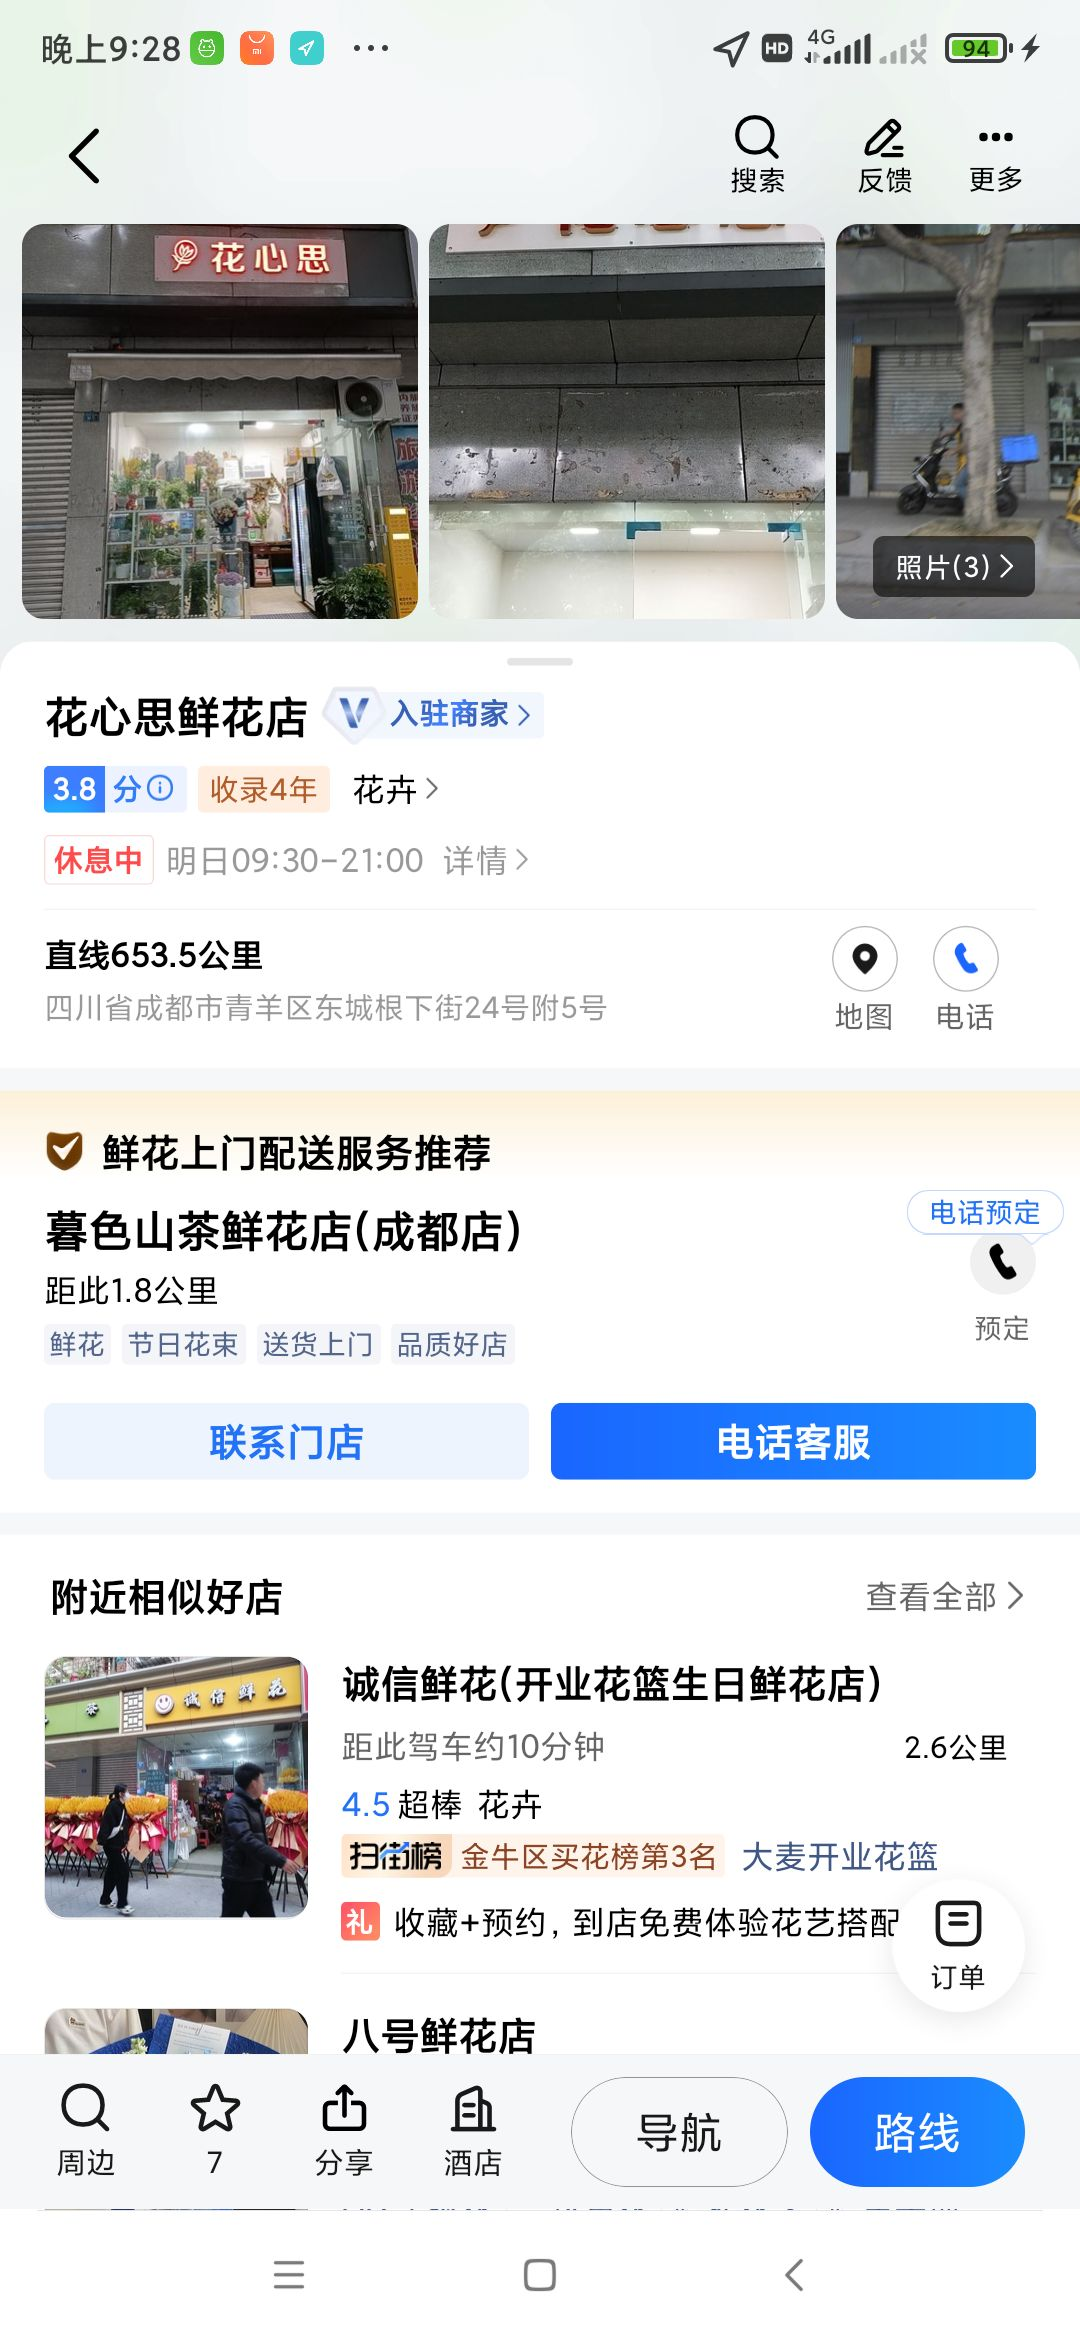 晚上9:28
HD
4G
94
搜索
反馈
更多
花心思
照片(3)
花心思鲜花店
入驻商家
3.8 分
收录4年
花卉
休息中
明日09:30-21:00 详情
直线653.5公里
四川省成都市青羊区东城根下街24号附5号
地图
电话
鲜花上门配送服务推荐
暮色山茶鲜花店(成都店)
电话预定
距此1.8公里
预定
鲜花 节日花束 送货上门 品质好店
联系门店
电话客服
附近相似好店
查看全部
诚信鲜花
诚信鲜花(开业花篮生日鲜花店)
距此驾车约10分钟
2.6公里
4.5 超棒 花卉
扫街榜 金牛区买花榜第3名 大麦开业花篮
礼 收藏+预约, 到店免费体验花艺搭配
订单
八号鲜花店
周边
7
分享
酒店
导航
路线